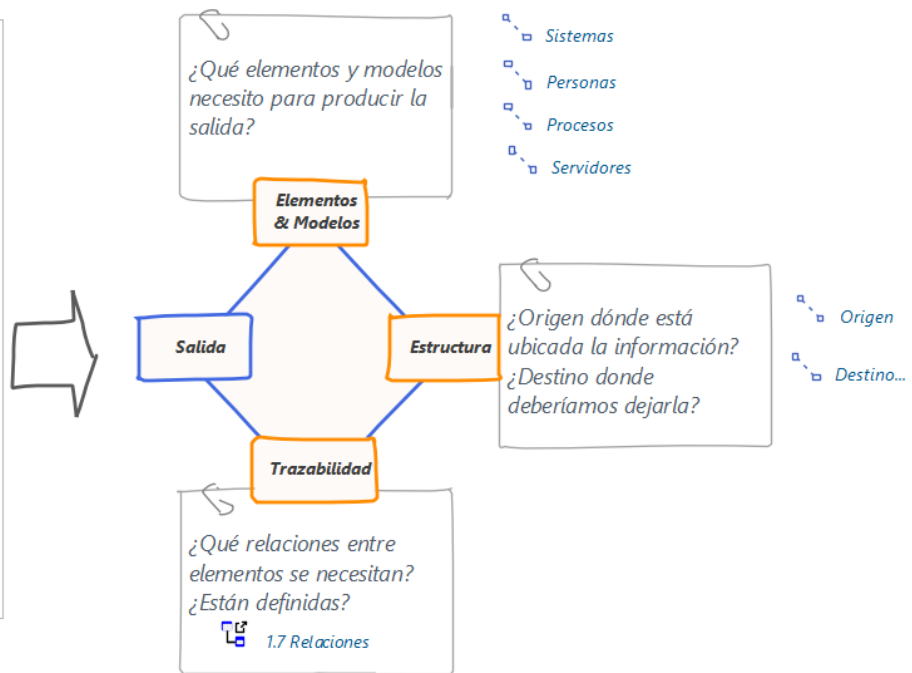 ¿Qué elementos y modelos
necesito para producir la
salida?
Sistemas
Personas
Procesos
Servidores
Elementos
& Modelos
Salida
Estructura
¿Origen dónde está
ubicada la información?
¿Destino donde
deberíamos dejarla?
Origen
Destino...
Trazabilidad
¿Qué relaciones entre
elementos se necesitan?
¿Están definidas?
1.7 Relaciones